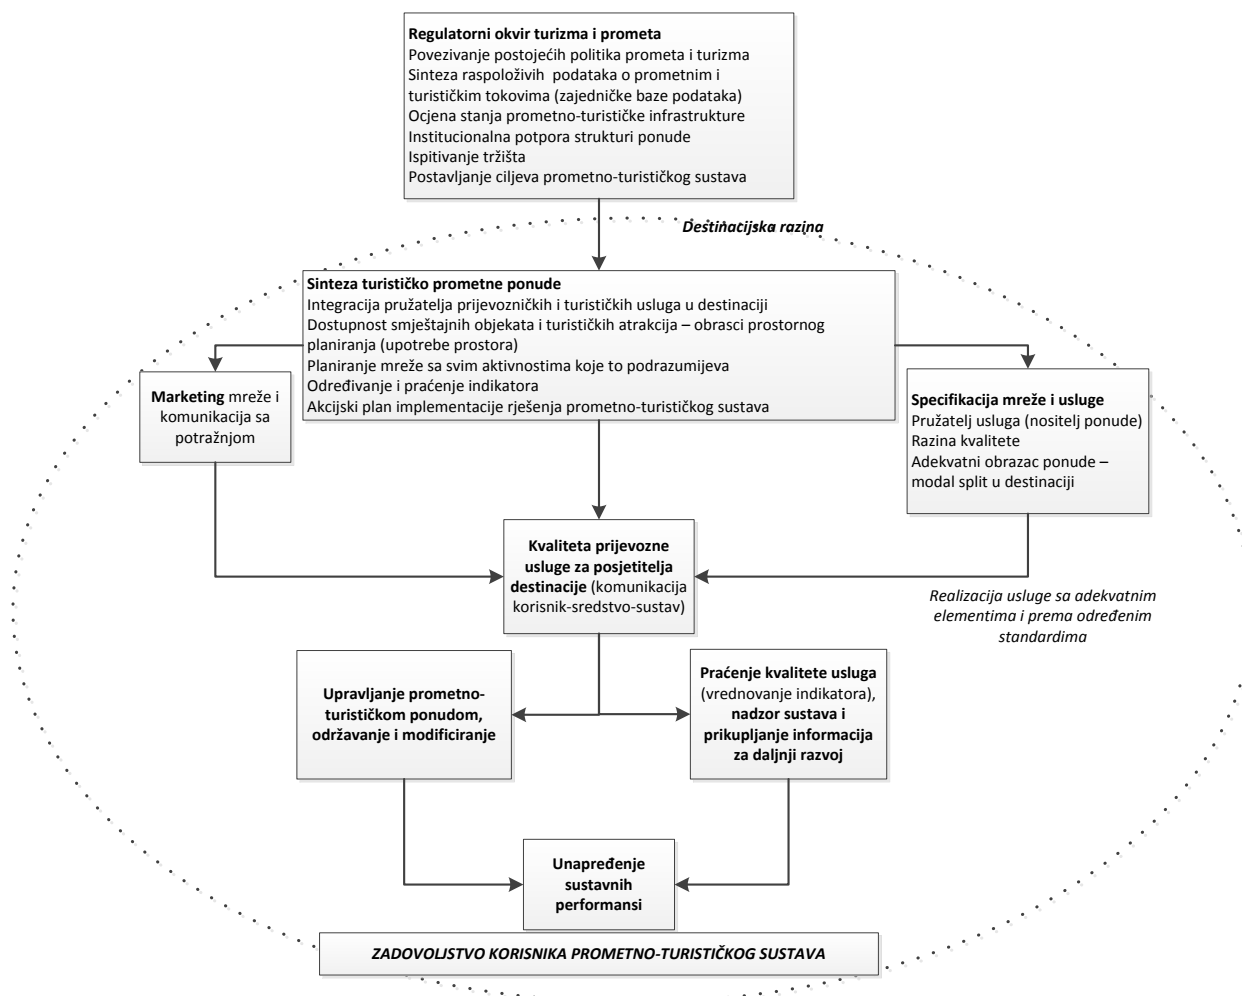 Regulatorni okvir turizma i prometa
Povezivanje postojećih politika prometa i turizma
Sinteza raspoloživih podataka o prometnim i
turističkim tokovima (zajedničke baze podataka)
Ocjena stanja prometno-turističke infrastrukture
Institucionalna potpora strukturi ponude
Ispitivanje tržišta
Postavljanje ciljeva prometno-turističkog sustava
Destinacijska razina
Sinteza turističko prometne ponude
Integracija pružatelja prijevozničkih i turističkih usluga u destinaciji
Dostupnost smještajnih objekata i turističkih atrakcija – obrasci prostornog
planiranja (upotrebe prostora)
Planiranje mreže sa svim aktivnostima koje to podrazumijeva
Određivanje i praćenje indikatora
Akcijski plan implementacije rješenja prometno-turističkog sustava
Marketing mreže i
komunikacija sa
potražnjom
Specifikacija mreže i usluge
Pružatelj usluga (nositelj ponude)
Razina kvalitete
Adekvatni obrazac ponude –
modal split u destinaciji
Kvaliteta prijevozne
usluge za posjetitelja
destinacije (komunikacija
korisnik-sredstvo-sustav)
Realizacija usluge sa adekvatnim
elementima i prema određenim
standardima
Upravljanje prometno-
turističkom ponudom,
održavanje i modificiranje
Praćenje kvalitete usluga
(vrednovanje indikatora),
nadzor sustava i
prikupljanje informacija
za daljnji razvoj
Unapređenje
sustavnih
performansi
ZADOVOLJSTVO KORISNIKA PROMETNO-TURISTIČKOG SUSTAVA